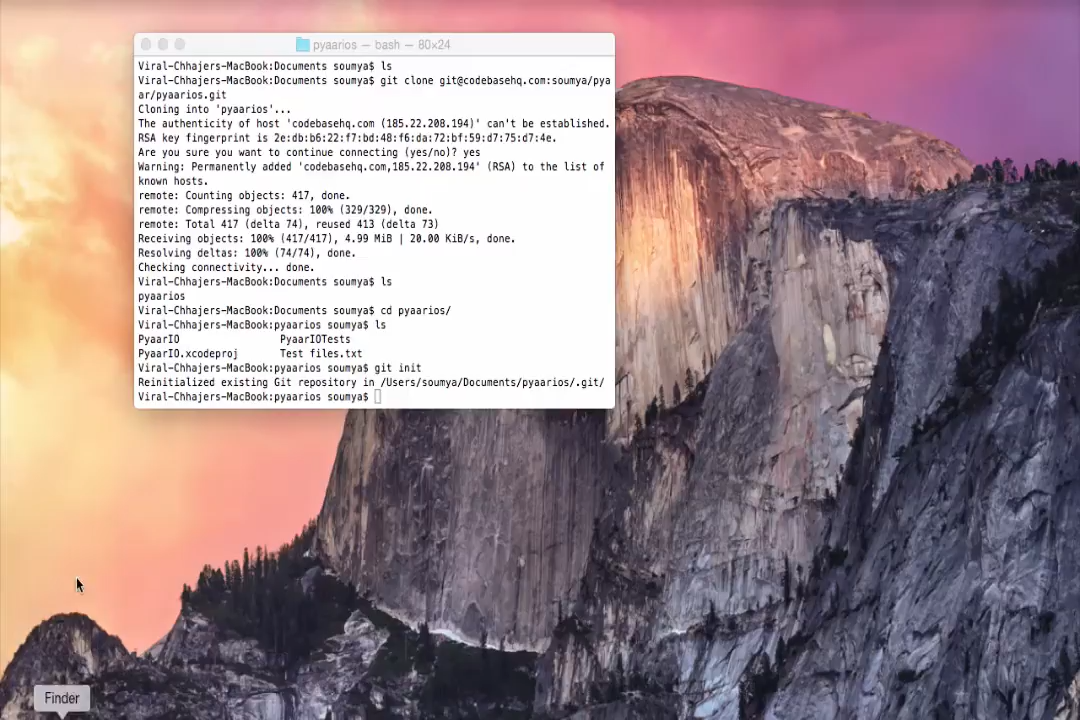 pyaarios — bash — 80×24
Viral-Chhajers-MacBook:Documents soumya$ ls
Viral-Chhajers-MacBook:Documents soumya$ git clone git@codebasehq.com:soumya/pya
ar/pyaarios.git
Cloning into 'pyaarios'...
The authenticity of host 'codebasehq.com (185.22.208.194)' can't be established.
RSA key fingerprint is 2e:db:b6:22:f7:bd:48:f6:da:72:bf:59:d7:75:d7:4e.
Are you sure you want to continue connecting (yes/no)? yes
Warning: Permanently added 'codebasehq.com,185.22.208.194' (RSA) to the list of
known hosts.
remote: Counting objects: 417, done.
remote: Compressing objects: 100% (329/329), done.
remote: Total 417 (delta 74), reused 413 (delta 73)
Receiving objects: 100% (417/417), 4.99 MiB | 20.00 KiB/s, done.
Resolving deltas: 100% (74/74), done.
Checking connectivity... done.
Viral-Chhajers-MacBook:Documents soumya$ ls
pyaarios
Viral-Chhajers-MacBook:Documents soumya$ cd pyaarios/
Viral-Chhajers-MacBook:pyaarios soumya$ ls
PyaarIO PyaarIOTests
PyaarIO.xcodeproj Test files.txt
Viral-Chhajers-MacBook:pyaarios soumya$ git init
Reinitialized existing Git repository in /Users/soumya/Documents/pyaarios/.git/
Viral-Chhajers-MacBook:pyaarios soumya$
Finder